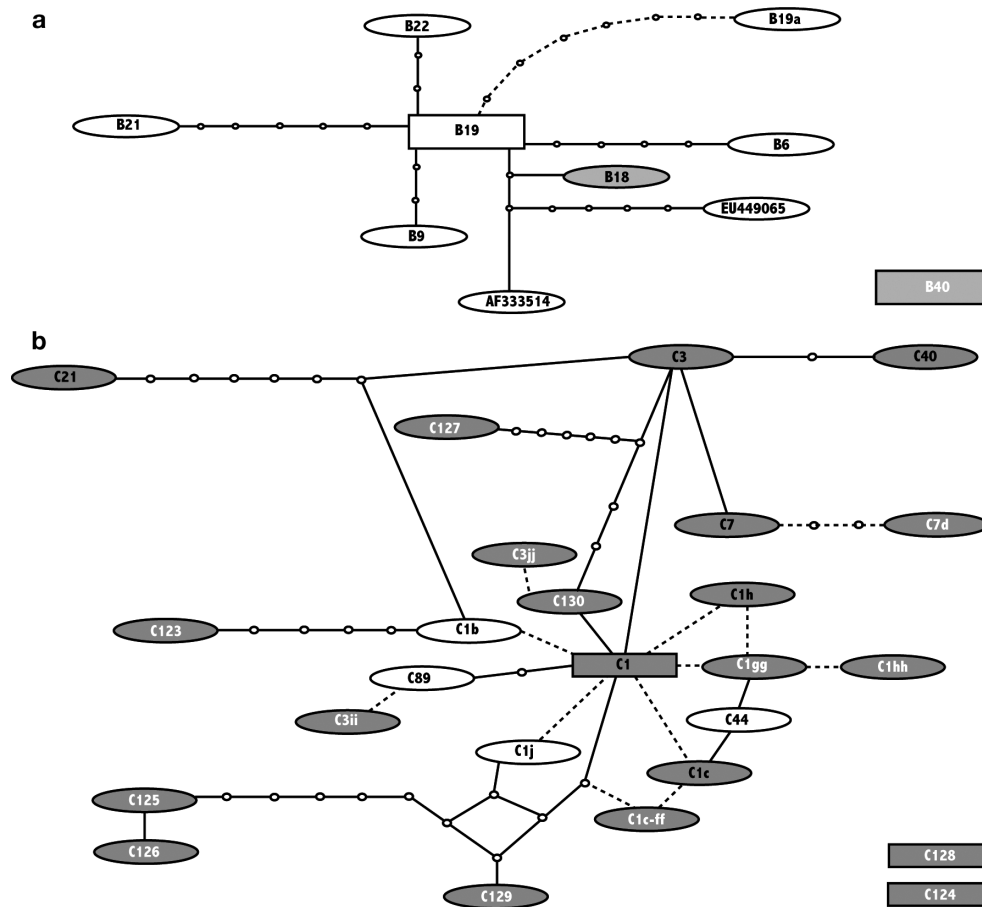 a
B22
B19a
B21
B19
B6
B18
EU449065
B9
AF333514
B40
b
C3
C40
C21
C127
C7
C7d
C3jj
C1h
C130
C123
C1b
C1
C1gg
C1hh
C89
C3ii
C44
C1j
C1c
C125
C1c-ff
C126
C128
C129
C124